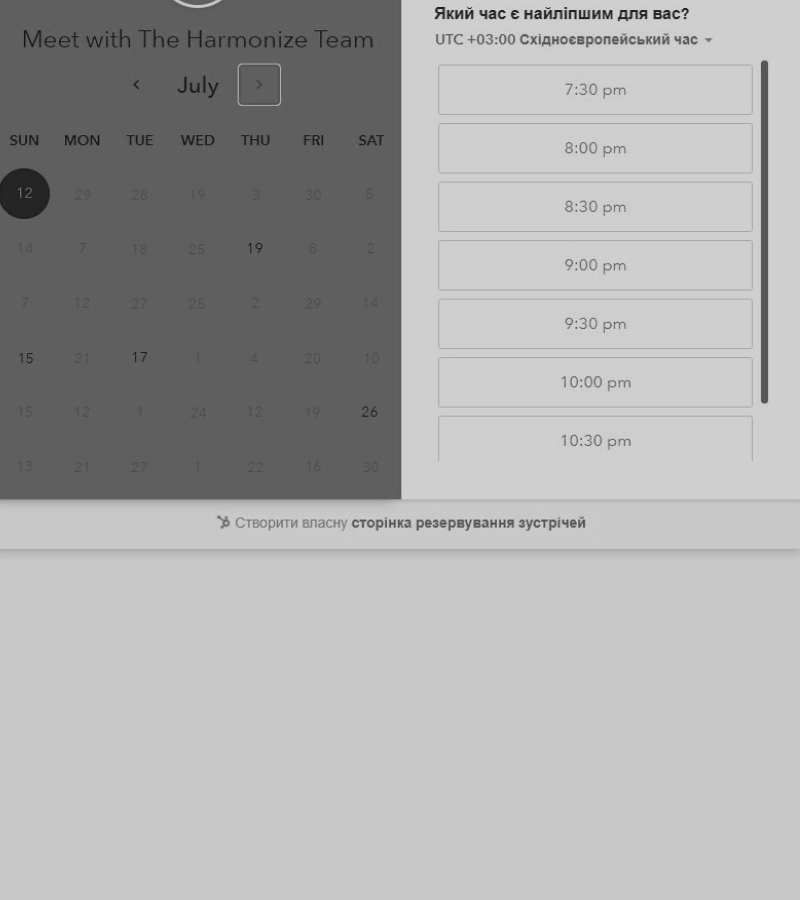 Meet with The Harmonize Team
July
SUN MON TUE WED THU FRI SAT
12 29 28 19 3 30 5
14 7 18 25 19 8 2
7 12 27 25 2 29 14
15 21 17 1 4 20 10
15 12 1 24 12 19 26
13 21 27 1 22 16 30
Який час є найліпшим для вас?
UTC +03:00 Східноєвропейський час
7:30 pm
8:00 pm
8:30 pm
9:00 pm
9:30 pm
10:00 pm
10:30 pm
Створити власну сторінка резервування зустрічей